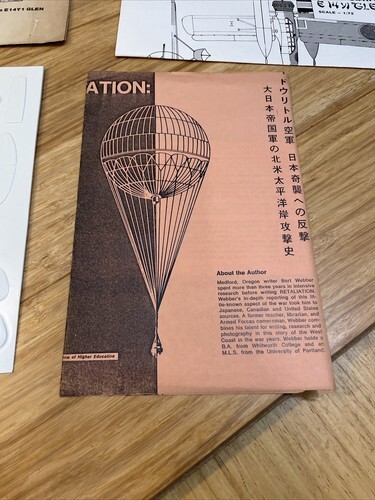 SCALE - 1:72
ATION:
ドウリトル空軍 日本奇襲への反撃
大日本帝国軍の北米太平洋岸攻撃史
About the Author
Medford, Oregon writer Bert Webber
spent more than three years in intensive
research before writing RETALIATION.
Webber's in-depth reporting of this lit-
tle-known aspect of the war took him to
Japanese, Canadian and United States
sources. A former teacher, librarian, and
Armed Forces cameraman, Webber com-
bines his talent for writing, research and
photography in this story of the West
Coast in the war years. Webber holds a
B.A. from Whitworth College and an
M.L.S. from the University of Portland.
of Higher Education